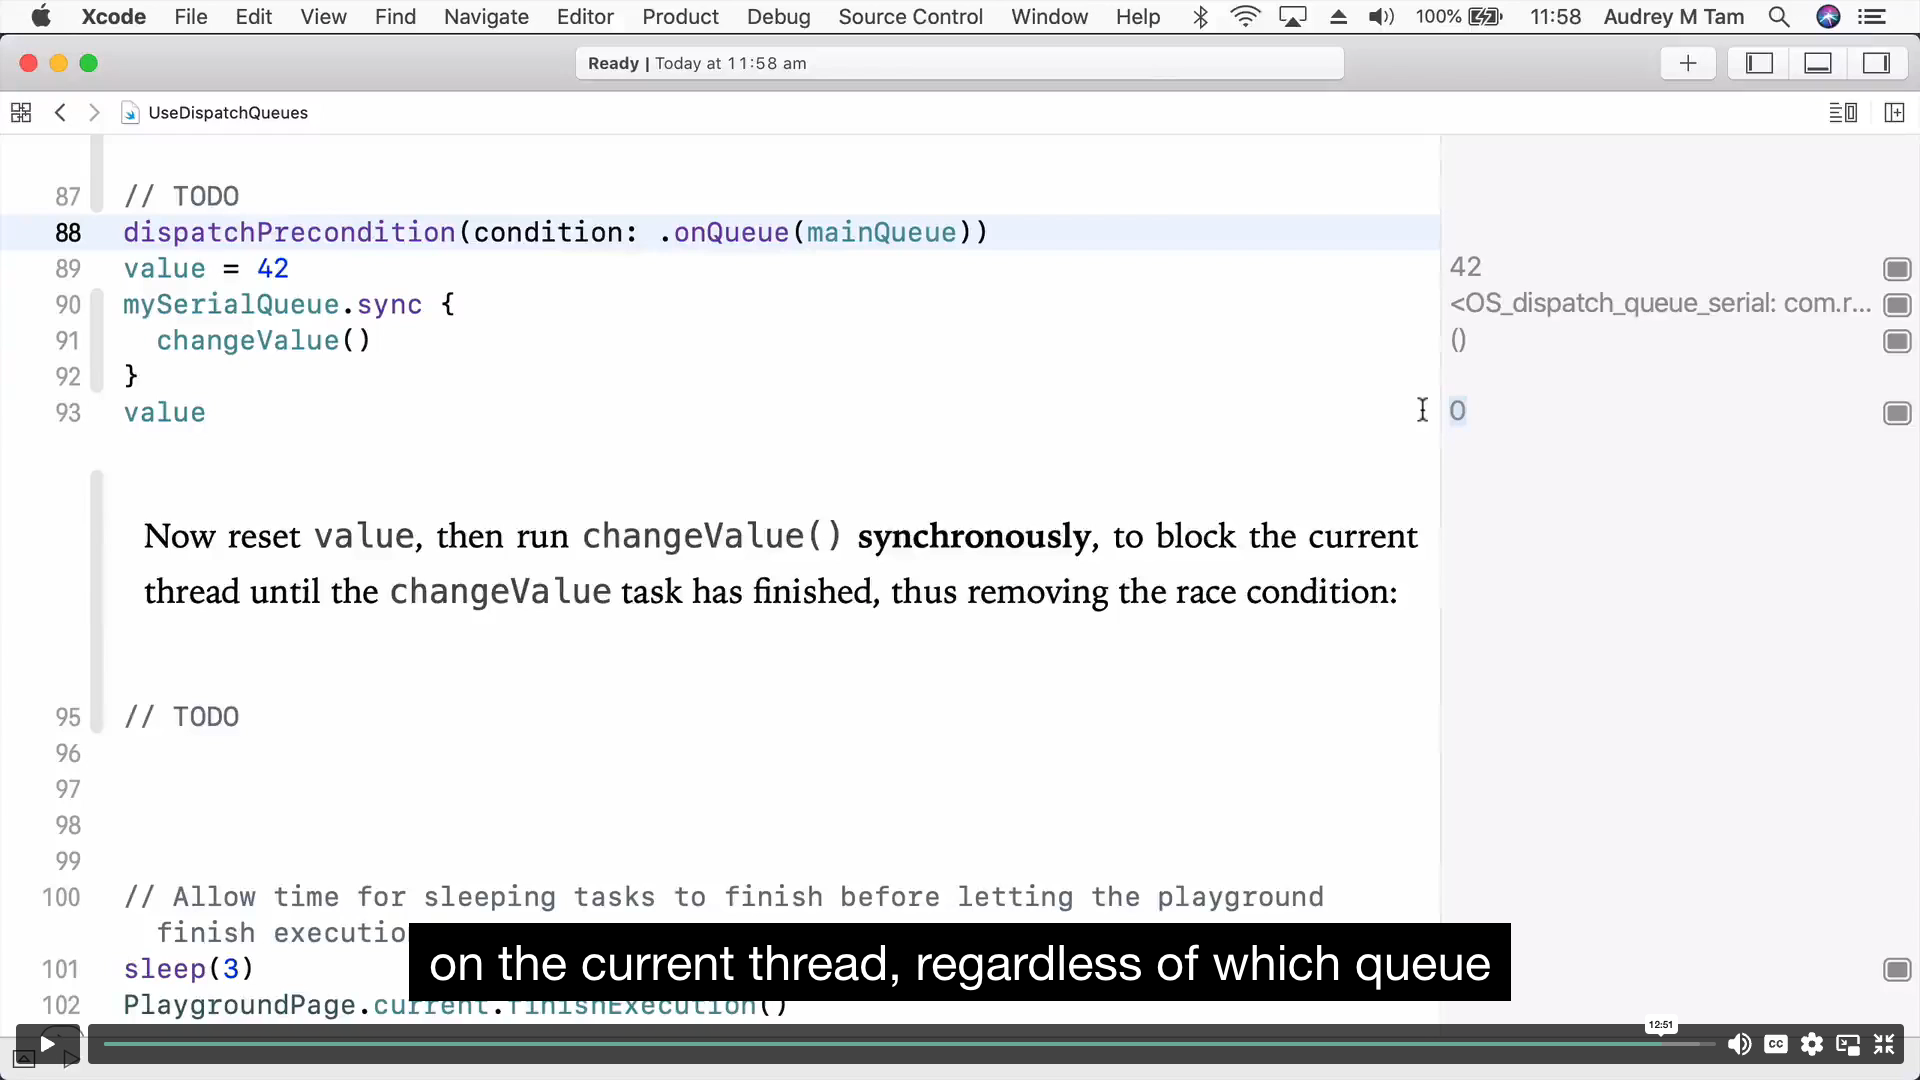 Xcode File Edit View Find Navigate Editor Product Debug Source Control Window Help 100% 11:58 Audrey M Tam
Ready | Today at 11:58 am
UseDispatchQueues
87 // TODO
88 dispatchPrecondition(condition: .onQueue(mainQueue))
89 value = 42 42
90 mySerialQueue.sync { <OS_dispatch_queue_serial: com.r...
91 changeValue() ()
92 }
93 value 0
Now reset value, then run changeValue() synchronously, to block the current
thread until the changeValue task has finished, thus removing the race condition:
95 // TODO
96
97
98
99
100 // Allow time for sleeping tasks to finish before letting the playground
finish executio
on the current thread, regardless of which queue
101 sleep(3)
102 PlaygroundPage.current.finishExecution()
12:51
CC